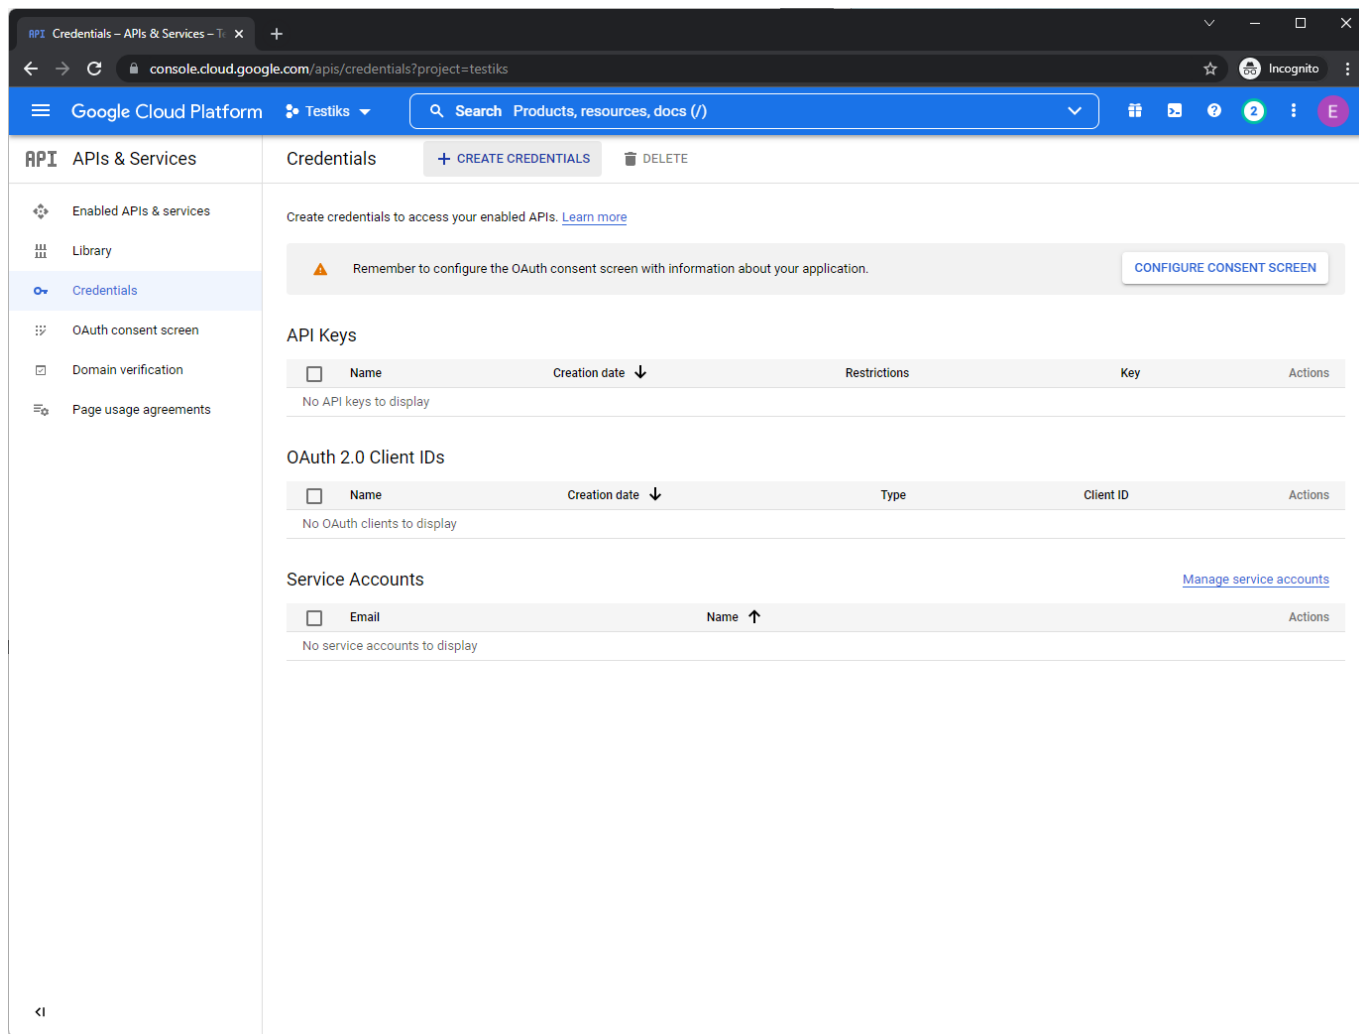 API Credentials – APIs & Services – Te
console.cloud.google.com/apis/credentials?project=testiks
Incognito
Google Cloud Platform
Testiks
Search Products, resources, docs (/)
2
E
API APIs & Services
Credentials
+ CREATE CREDENTIALS
DELETE
Enabled APIs & services
Library
Credentials
OAuth consent screen
Domain verification
Page usage agreements
Create credentials to access your enabled APIs. Learn more
Remember to configure the OAuth consent screen with information about your application.
CONFIGURE CONSENT SCREEN
API Keys
Name Creation date Restrictions Key Actions
No API keys to display
OAuth 2.0 Client IDs
Name Creation date Type Client ID Actions
No OAuth clients to display
Service Accounts
Manage service accounts
Email Name Actions
No service accounts to display